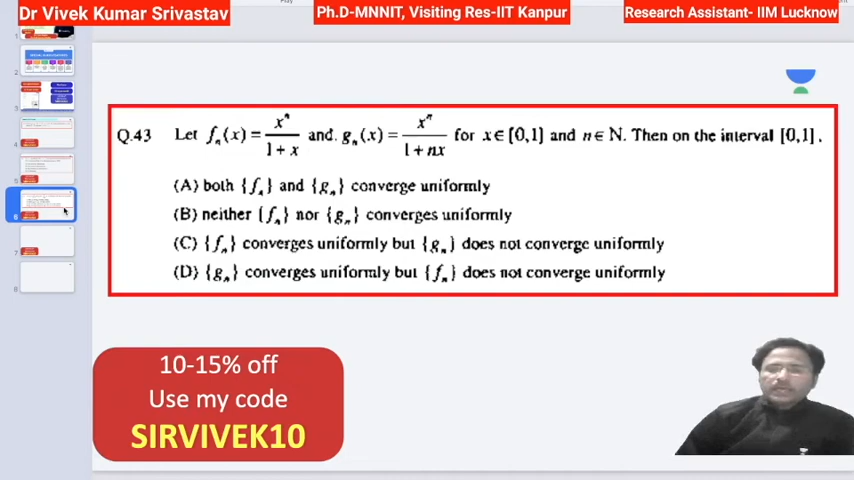 Dr Vivek Kumar Srivastav
Ph.D-MNNIT, Visiting Res-IIT Kanpur
Research Assistant- IIM Lucknow
Q.43 Let fₙ(x) = xⁿ/(1 + x) and gₙ(x) = xⁿ/(1 + nx) for x ∈ [0,1] and n ∈ N. Then on the interval [0,1],
(A) both {fₙ} and {gₙ} converge uniformly
(B) neither {fₙ} nor {gₙ} converges uniformly
(C) {fₙ} converges uniformly but {gₙ} does not converge uniformly
(D) {gₙ} converges uniformly but {fₙ} does not converge uniformly
10-15% off
Use my code
SIRVIVEK10